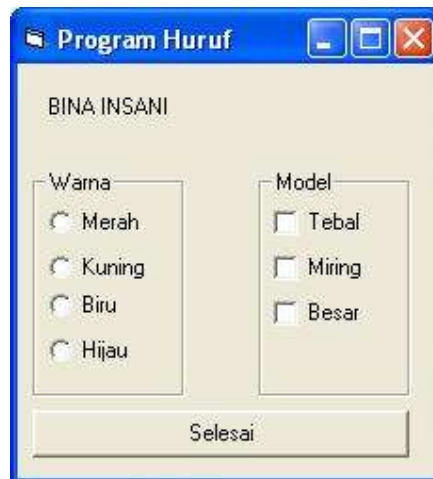 Program Huruf
BINA INSANI
Warna
Merah
Kuning
Biru
Hijau
Model
Tebal
Miring
Besar
Selesai